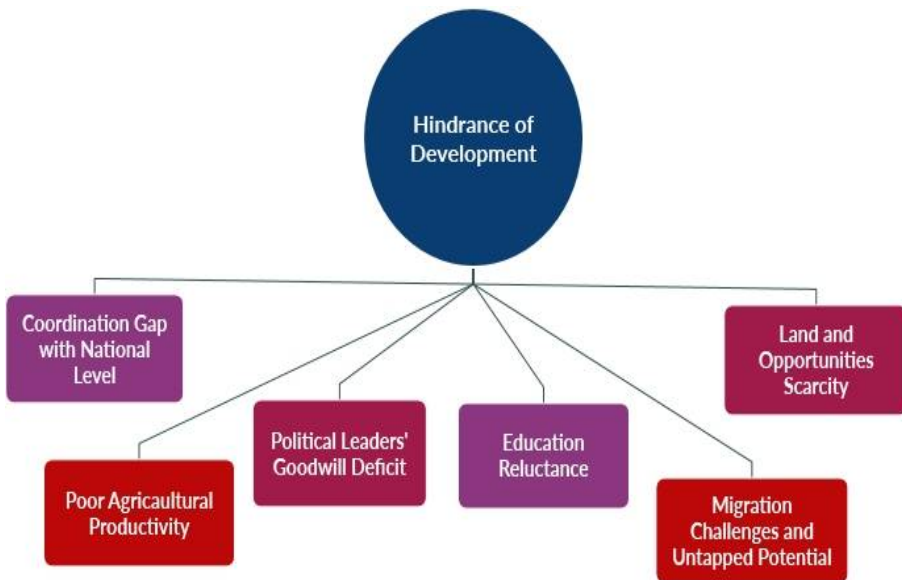 Hindrance of
Development
Coordination Gap
with National
Level
Land and
Opportunities
Scarcity
Political Leaders'
Goodwill Deficit
Education
Reluctance
Poor Agricaultural
Productivity
Migration
Challenges and
Untapped Potential